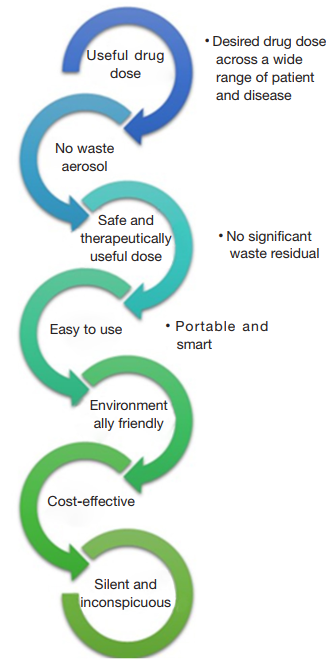 Useful drug
dose
• Desired drug dose
across a wide
range of patient
and disease
No waste
aerosol
Safe and
therapeutically
useful dose
• No significant
waste residual
Easy to use
• Portable and
smart
Environment
ally friendly
Cost-effective
Silent and
inconspicuous